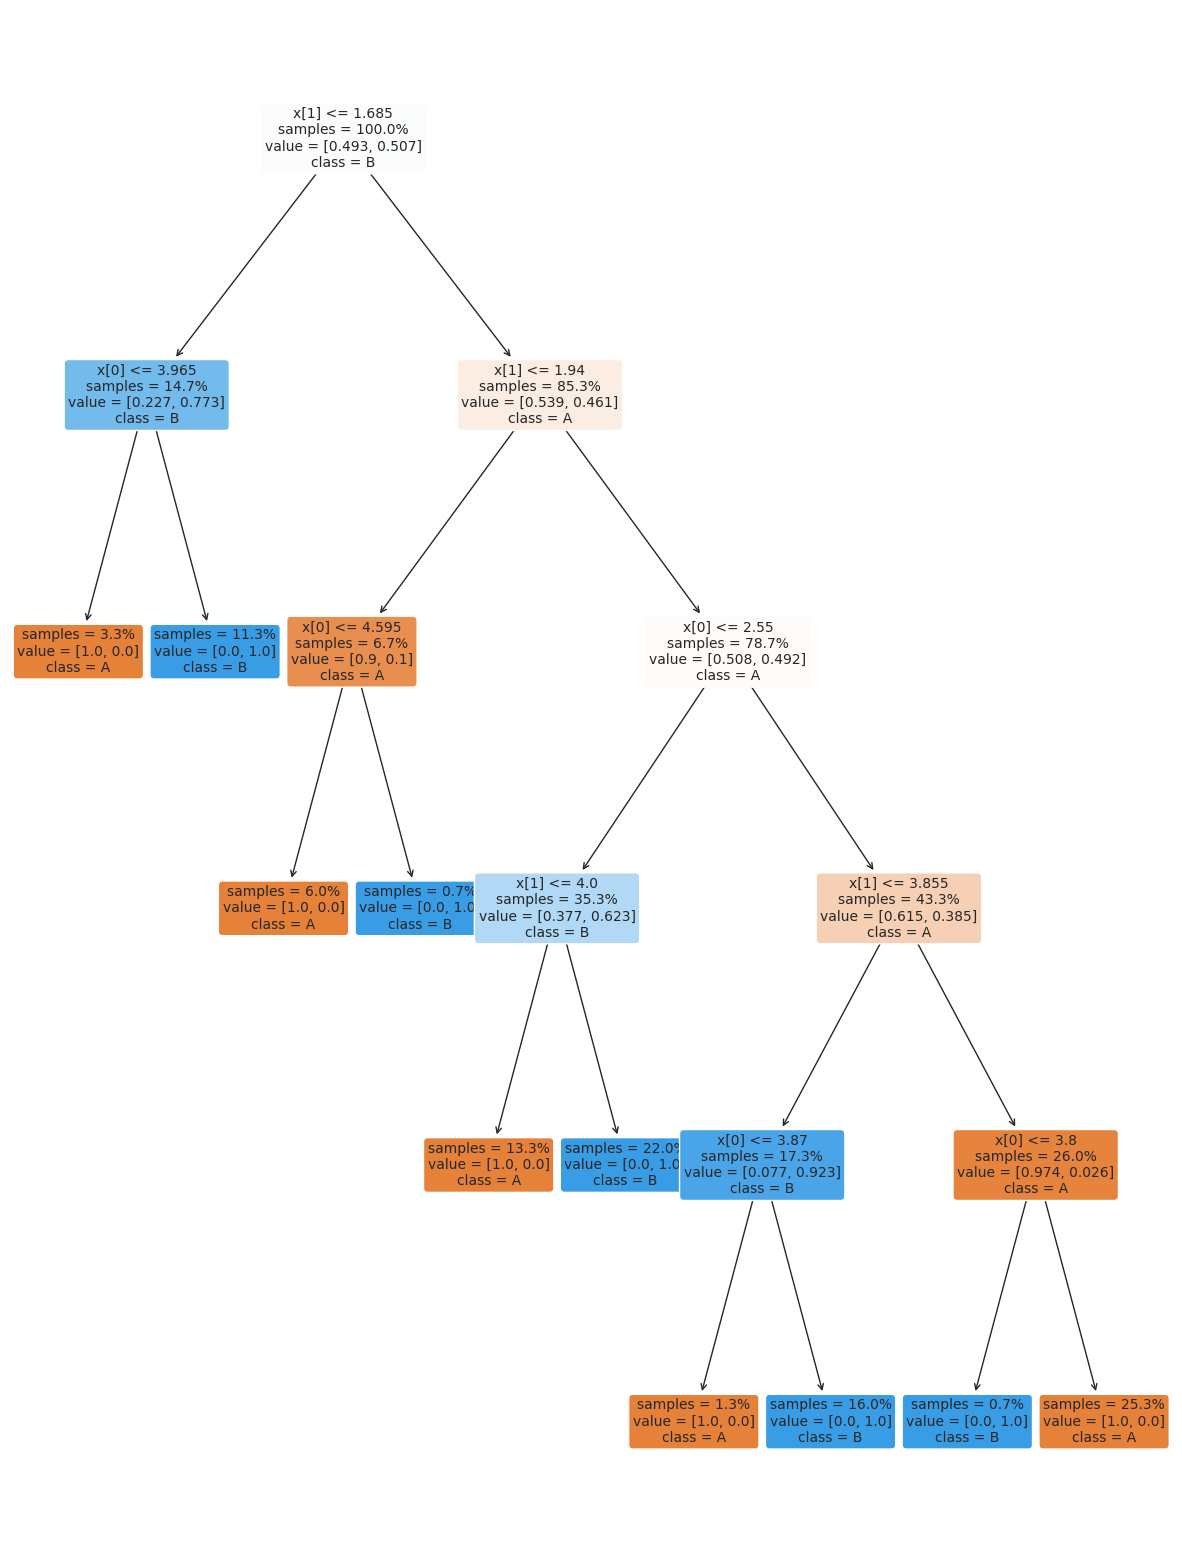 x[1] <= 1.685
samples = 100.0%
value = [0.493, 0.507]
class = B
x[0] <= 3.965
samples = 14.7%
value = [0.227, 0.773]
class = B
x[1] <= 1.94
samples = 85.3%
value = [0.539, 0.461]
class = A
samples = 3.3%
value = [1.0, 0.0]
class = A
samples = 11.3%
value = [0.0, 1.0]
class = B
x[0] <= 4.595
samples = 6.7%
value = [0.9, 0.1]
class = A
x[0] <= 2.55
samples = 78.7%
value = [0.508, 0.492]
class = A
samples = 6.0%
value = [1.0, 0.0]
class = A
samples = 0.7%
value = [0.0, 1.0
class = B
x[1] <= 4.0
samples = 35.3%
value = [0.377, 0.623]
class = B
x[1] <= 3.855
samples = 43.3%
value = [0.615, 0.385]
class = A
samples = 13.3%
value = [1.0, 0.0]
class = A
samples = 22.0%
value = [0.0, 1.0
class = B
x[0] <= 3.87
samples = 17.3%
value = [0.077, 0.923]
class = B
x[0] <= 3.8
samples = 26.0%
value = [0.974, 0.026]
class = A
samples = 1.3%
value = [1.0, 0.0]
class = A
samples = 16.0%
value = [0.0, 1.0]
class = B
samples = 0.7%
value = [0.0, 1.0]
class = B
samples = 25.3%
value = [1.0, 0.0]
class = A